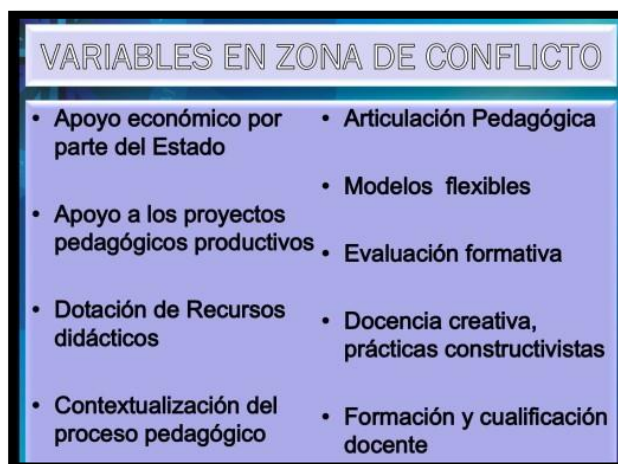 VARIABLES EN ZONA DE CONFLICTO
• Apoyo económico por
parte del Estado
• Apoyo a los proyectos
pedagógicos productivos
• Dotación de Recursos
didácticos
• Contextualización del
proceso pedagógico
• Articulación Pedagógica
• Modelos flexibles
• Evaluación formativa
• Docencia creativa,
prácticas constructivistas
• Formación y cualificación
docente